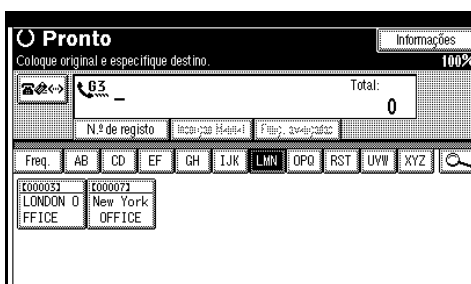 Pronto
Informações
Coloque original e especifique destino.
100%
G3 _
Total:
0
N.º de registo
Freq. AB CD EF GH IJK LMN OPQ RST UVW XYZ
[00003] [00007]
LONDON O New York
FFICE OFFICE